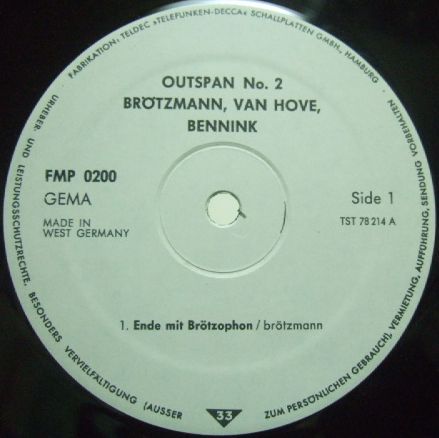 FABRIKATION: TELDEC »TELEFUNKEN-DECCA« SCHALLPLATTEN GMBH., HAMBURG · URHEBER- UND LEISTUNGSSCHUTZRECHTE, BESONDERS VERVIELFXLTIGUNG (AUSSER ZUM PERSÖNLICHEN GEBRAUCH), VERMIETUNG, AUFFÜHRUNG, SENDUNG VORBEHALTEN ·
OUTSPAN No. 2
BRÖTZMANN, VAN HOVE,
BENNINK
FMP 0200
GEMA
MADE IN
WEST GERMANY
Side 1
TST 78 214 A
1. Ende mit Brötzophon / brötzmann
33